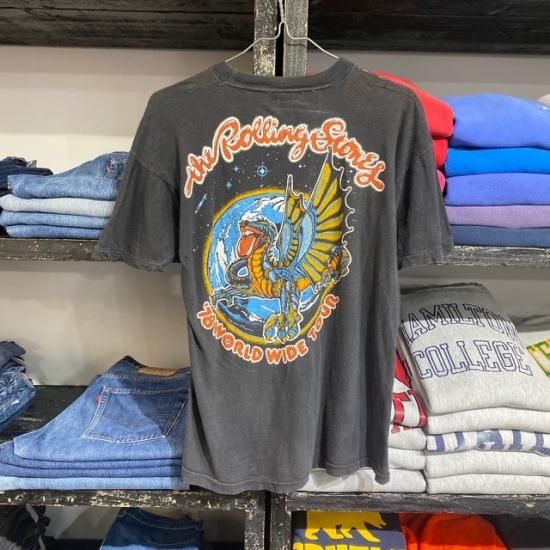 the Rolling Stones
'78 WORLD WIDE TOUR
HAMILTON
COLLEGE